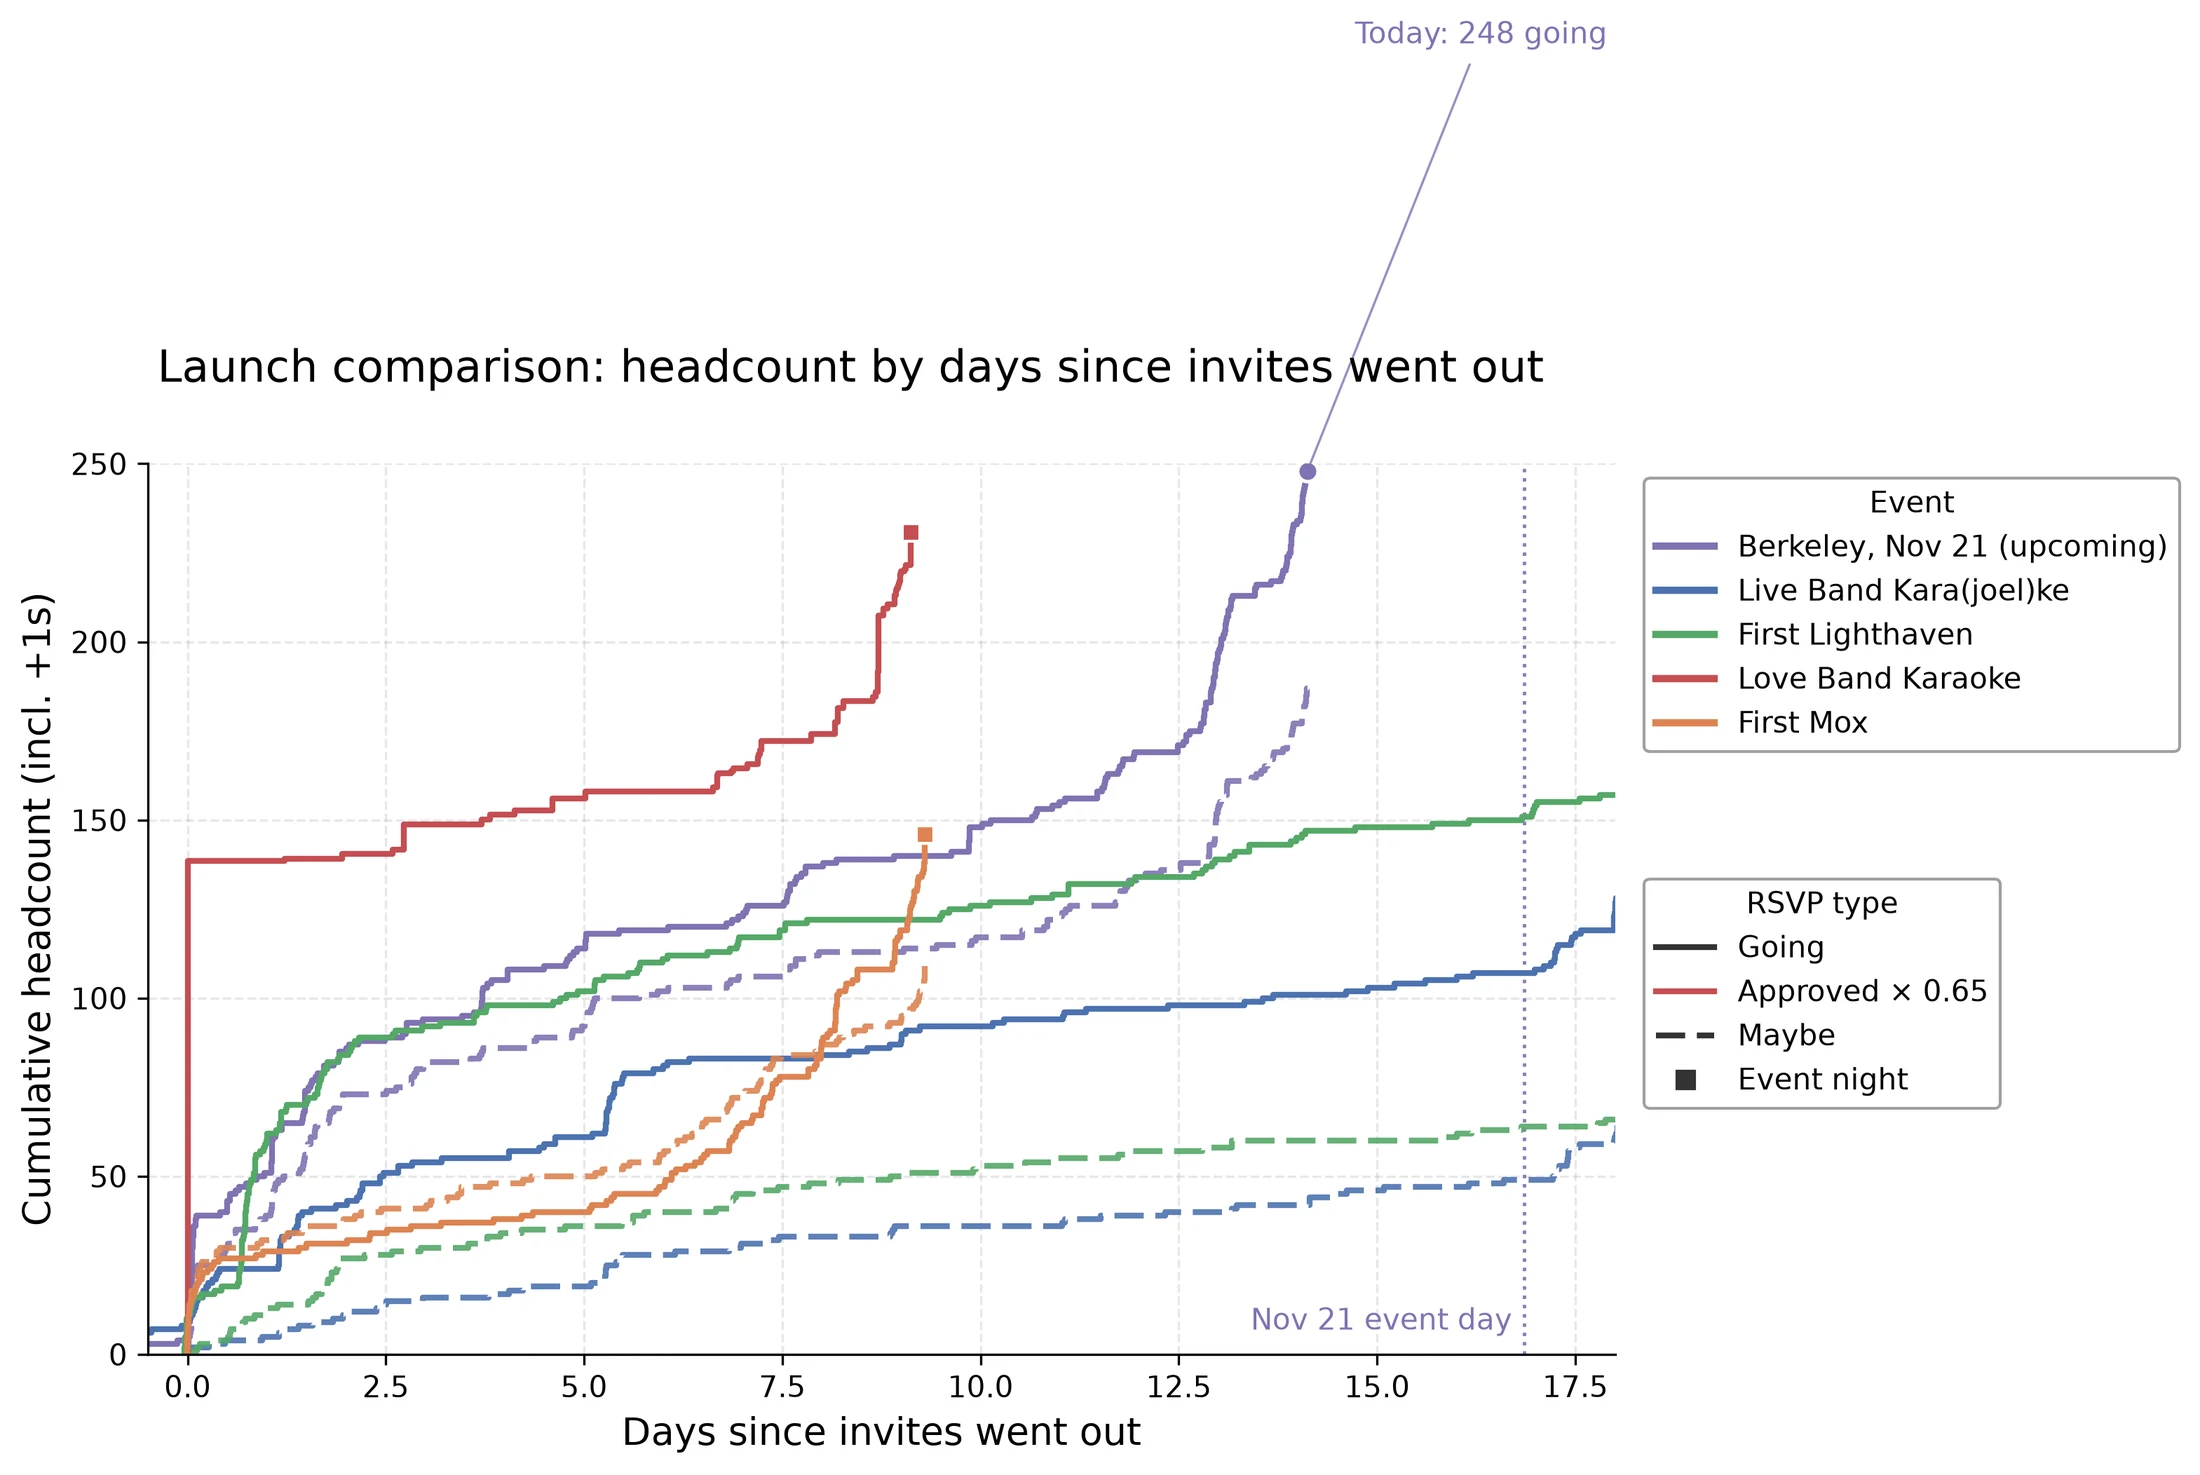 Today: 248 going
Launch comparison: headcount by days since invites went out
Cumulative headcount (incl. +1s)
250
200
150
100
50
0
0.0
2.5
5.0
7.5
10.0
12.5
15.0
17.5
Days since invites went out
Nov 21 event day
Event
Berkeley, Nov 21 (upcoming)
Live Band Kara(joel)ke
First Lighthaven
Love Band Karaoke
First Mox
RSVP type
Going
Approved × 0.65
Maybe
Event night